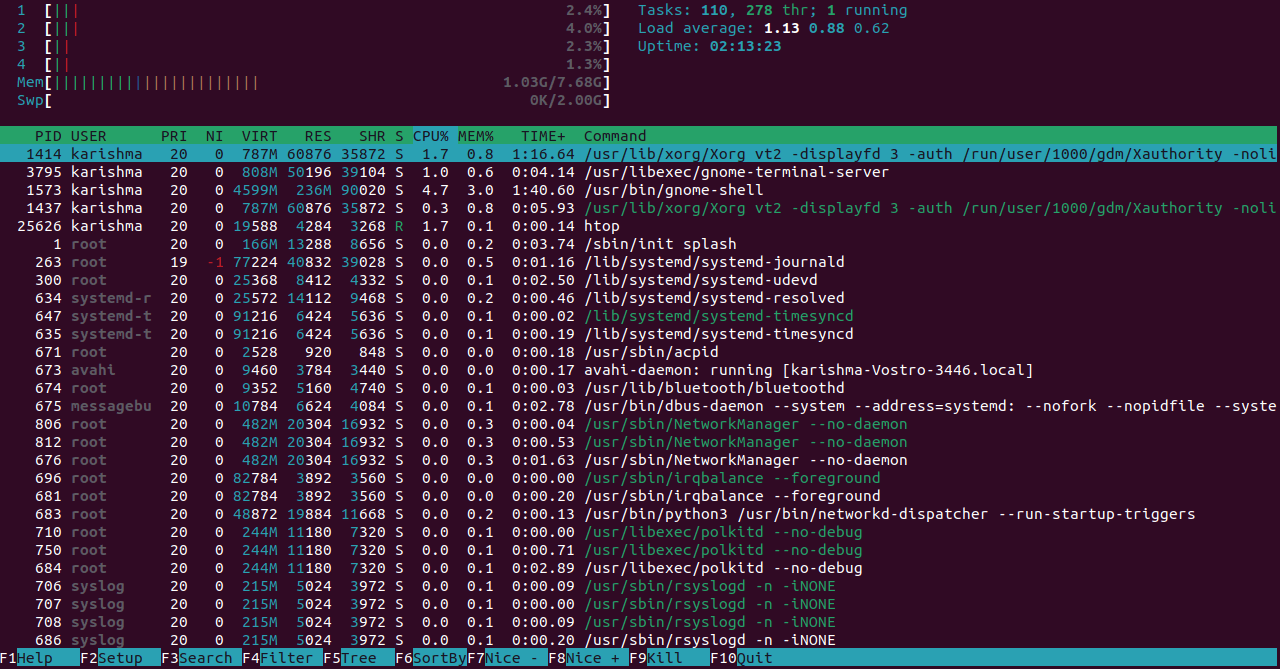 1 [||| 2.4%] Tasks: 110, 278 thr; 1 running
2 [||| 4.0%] Load average: 1.13 0.88 0.62
3 [|| 2.3%] Uptime: 02:13:23
4 [|| 1.3%]
Mem[|||||||||||||||||||||||| 1.03G/7.68G]
Swp[ 0K/2.00G]
PID USER PRI NI VIRT RES SHR S CPU% MEM% TIME+ Command
1414 karishma 20 0 787M 60876 35872 S 1.7 0.8 1:16.64 /usr/lib/xorg/Xorg vt2 -displayfd 3 -auth /run/user/1000/gdm/Xauthority -noli
3795 karishma 20 0 808M 50196 39104 S 1.0 0.6 0:04.14 /usr/libexec/gnome-terminal-server
1573 karishma 20 0 4599M 236M 90020 S 4.7 3.0 1:40.60 /usr/bin/gnome-shell
1437 karishma 20 0 787M 60876 35872 S 0.3 0.8 0:05.93 /usr/lib/xorg/Xorg vt2 -displayfd 3 -auth /run/user/1000/gdm/Xauthority -noli
25626 karishma 20 0 19588 4284 3268 R 1.7 0.1 0:00.14 htop
1 root 20 0 166M 13288 8656 S 0.0 0.2 0:03.74 /sbin/init splash
263 root 19 -1 77224 40832 39028 S 0.0 0.5 0:01.16 /lib/systemd/systemd-journald
300 root 20 0 25368 8412 4332 S 0.0 0.1 0:02.50 /lib/systemd/systemd-udevd
634 systemd-r 20 0 25572 14112 9468 S 0.0 0.2 0:00.46 /lib/systemd/systemd-resolved
647 systemd-t 20 0 91216 6424 5636 S 0.0 0.1 0:00.02 /lib/systemd/systemd-timesyncd
635 systemd-t 20 0 91216 6424 5636 S 0.0 0.1 0:00.19 /lib/systemd/systemd-timesyncd
671 root 20 0 2528 920 848 S 0.0 0.0 0:00.18 /usr/sbin/acpid
673 avahi 20 0 9460 3784 3440 S 0.0 0.0 0:00.17 avahi-daemon: running [karishma-Vostro-3446.local]
674 root 20 0 9352 5160 4740 S 0.0 0.1 0:00.03 /usr/lib/bluetooth/bluetoothd
675 messagebu 20 0 10784 6624 4084 S 0.0 0.1 0:02.78 /usr/bin/dbus-daemon --system --address=systemd: --nofork --nopidfile --syste
806 root 20 0 482M 20304 16932 S 0.0 0.3 0:00.04 /usr/sbin/NetworkManager --no-daemon
812 root 20 0 482M 20304 16932 S 0.0 0.3 0:00.53 /usr/sbin/NetworkManager --no-daemon
676 root 20 0 482M 20304 16932 S 0.0 0.3 0:01.63 /usr/sbin/NetworkManager --no-daemon
696 root 20 0 82784 3892 3560 S 0.0 0.0 0:00.00 /usr/sbin/irqbalance --foreground
681 root 20 0 82784 3892 3560 S 0.0 0.0 0:00.20 /usr/sbin/irqbalance --foreground
683 root 20 0 48872 19884 11668 S 0.0 0.2 0:00.13 /usr/bin/python3 /usr/bin/networkd-dispatcher --run-startup-triggers
710 root 20 0 244M 11180 7320 S 0.0 0.1 0:00.00 /usr/libexec/polkitd --no-debug
750 root 20 0 244M 11180 7320 S 0.0 0.1 0:00.71 /usr/libexec/polkitd --no-debug
684 root 20 0 244M 11180 7320 S 0.0 0.1 0:02.89 /usr/libexec/polkitd --no-debug
706 syslog 20 0 215M 5024 3972 S 0.0 0.1 0:00.09 /usr/sbin/rsyslogd -n -iNONE
707 syslog 20 0 215M 5024 3972 S 0.0 0.1 0:00.00 /usr/sbin/rsyslogd -n -iNONE
708 syslog 20 0 215M 5024 3972 S 0.0 0.1 0:00.09 /usr/sbin/rsyslogd -n -iNONE
686 syslog 20 0 215M 5024 3972 S 0.0 0.1 0:00.20 /usr/sbin/rsyslogd -n -iNONE
F1Help F2Setup F3Search F4Filter F5Tree F6SortBy F7Nice - F8Nice + F9Kill F10Quit